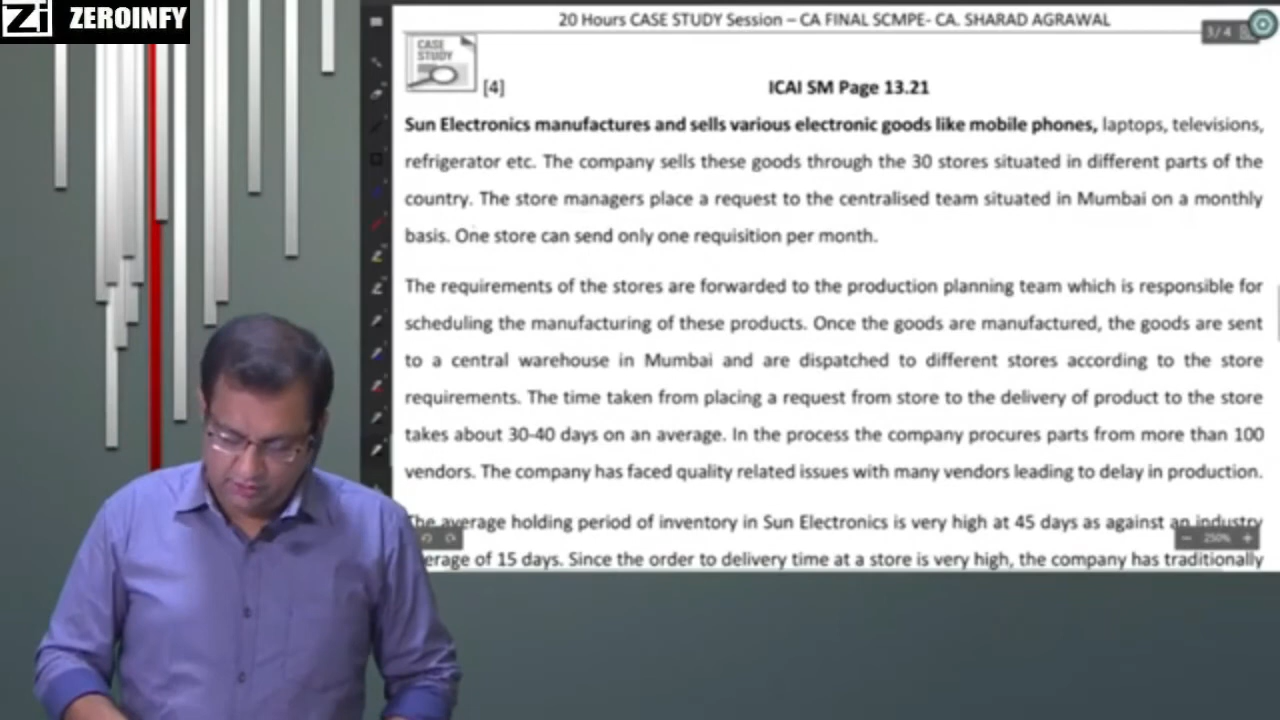 Zi ZEROINFY
20 Hours CASE STUDY Session – CA FINAL SCMPE- CA. SHARAD AGRAWAL
3/4
CASE
STUDY
[4] ICAI SM Page 13.21
Sun Electronics manufactures and sells various electronic goods like mobile phones, laptops, televisions,
refrigerator etc. The company sells these goods through the 30 stores situated in different parts of the
country. The store managers place a request to the centralised team situated in Mumbai on a monthly
basis. One store can send only one requisition per month.
The requirements of the stores are forwarded to the production planning team which is responsible for
scheduling the manufacturing of these products. Once the goods are manufactured, the goods are sent
to a central warehouse in Mumbai and are dispatched to different stores according to the store
requirements. The time taken from placing a request from store to the delivery of product to the store
takes about 30-40 days on an average. In the process the company procures parts from more than 100
vendors. The company has faced quality related issues with many vendors leading to delay in production.
The average holding period of inventory in Sun Electronics is very high at 45 days as against an industry
erage of 15 days. Since the order to delivery time at a store is very high, the company has traditionally
250%